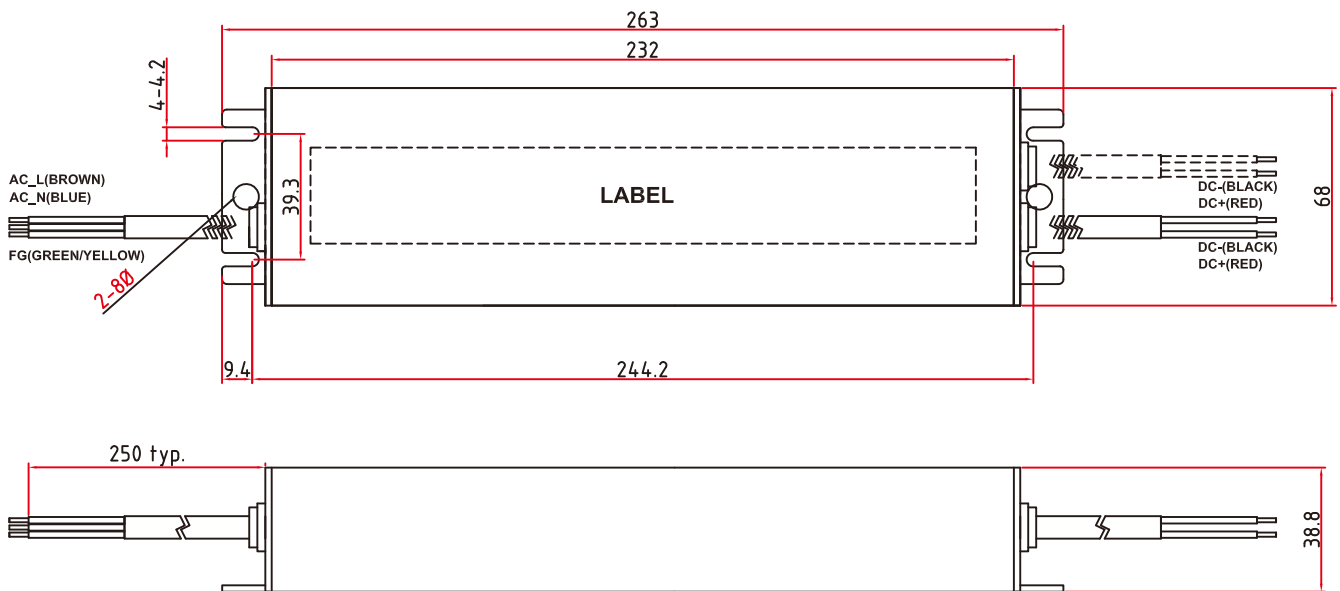 263
232
4-4.2
AC_L(BROWN)
AC_N(BLUE)
FG(GREEN/YELLOW)
2-8Ø
39.3
LABEL
DC-(BLACK)
DC+(RED)
DC-(BLACK)
DC+(RED)
68
9.4
244.2
250 typ.
38.8